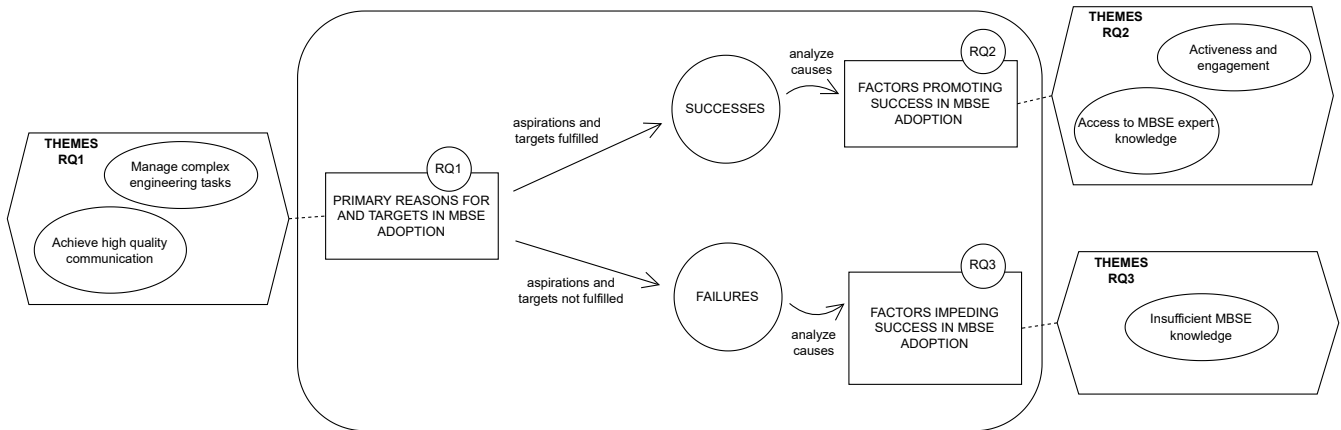 THEMES
RQ1
Manage complex
engineering tasks
Achieve high quality
communication
RQ1
PRIMARY REASONS FOR
AND TARGETS IN MBSE
ADOPTION
aspirations and
targets fulfilled
SUCCESSES
analyze
causes
RQ2
FACTORS PROMOTING
SUCCESS IN MBSE
ADOPTION
THEMES
RQ2
Activeness and
engagement
Access to MBSE expert
knowledge
aspirations and
targets not fulfilled
FAILURES
analyze
causes
RQ3
FACTORS IMPEDING
SUCCESS IN MBSE
ADOPTION
THEMES
RQ3
Insufficient MBSE
knowledge